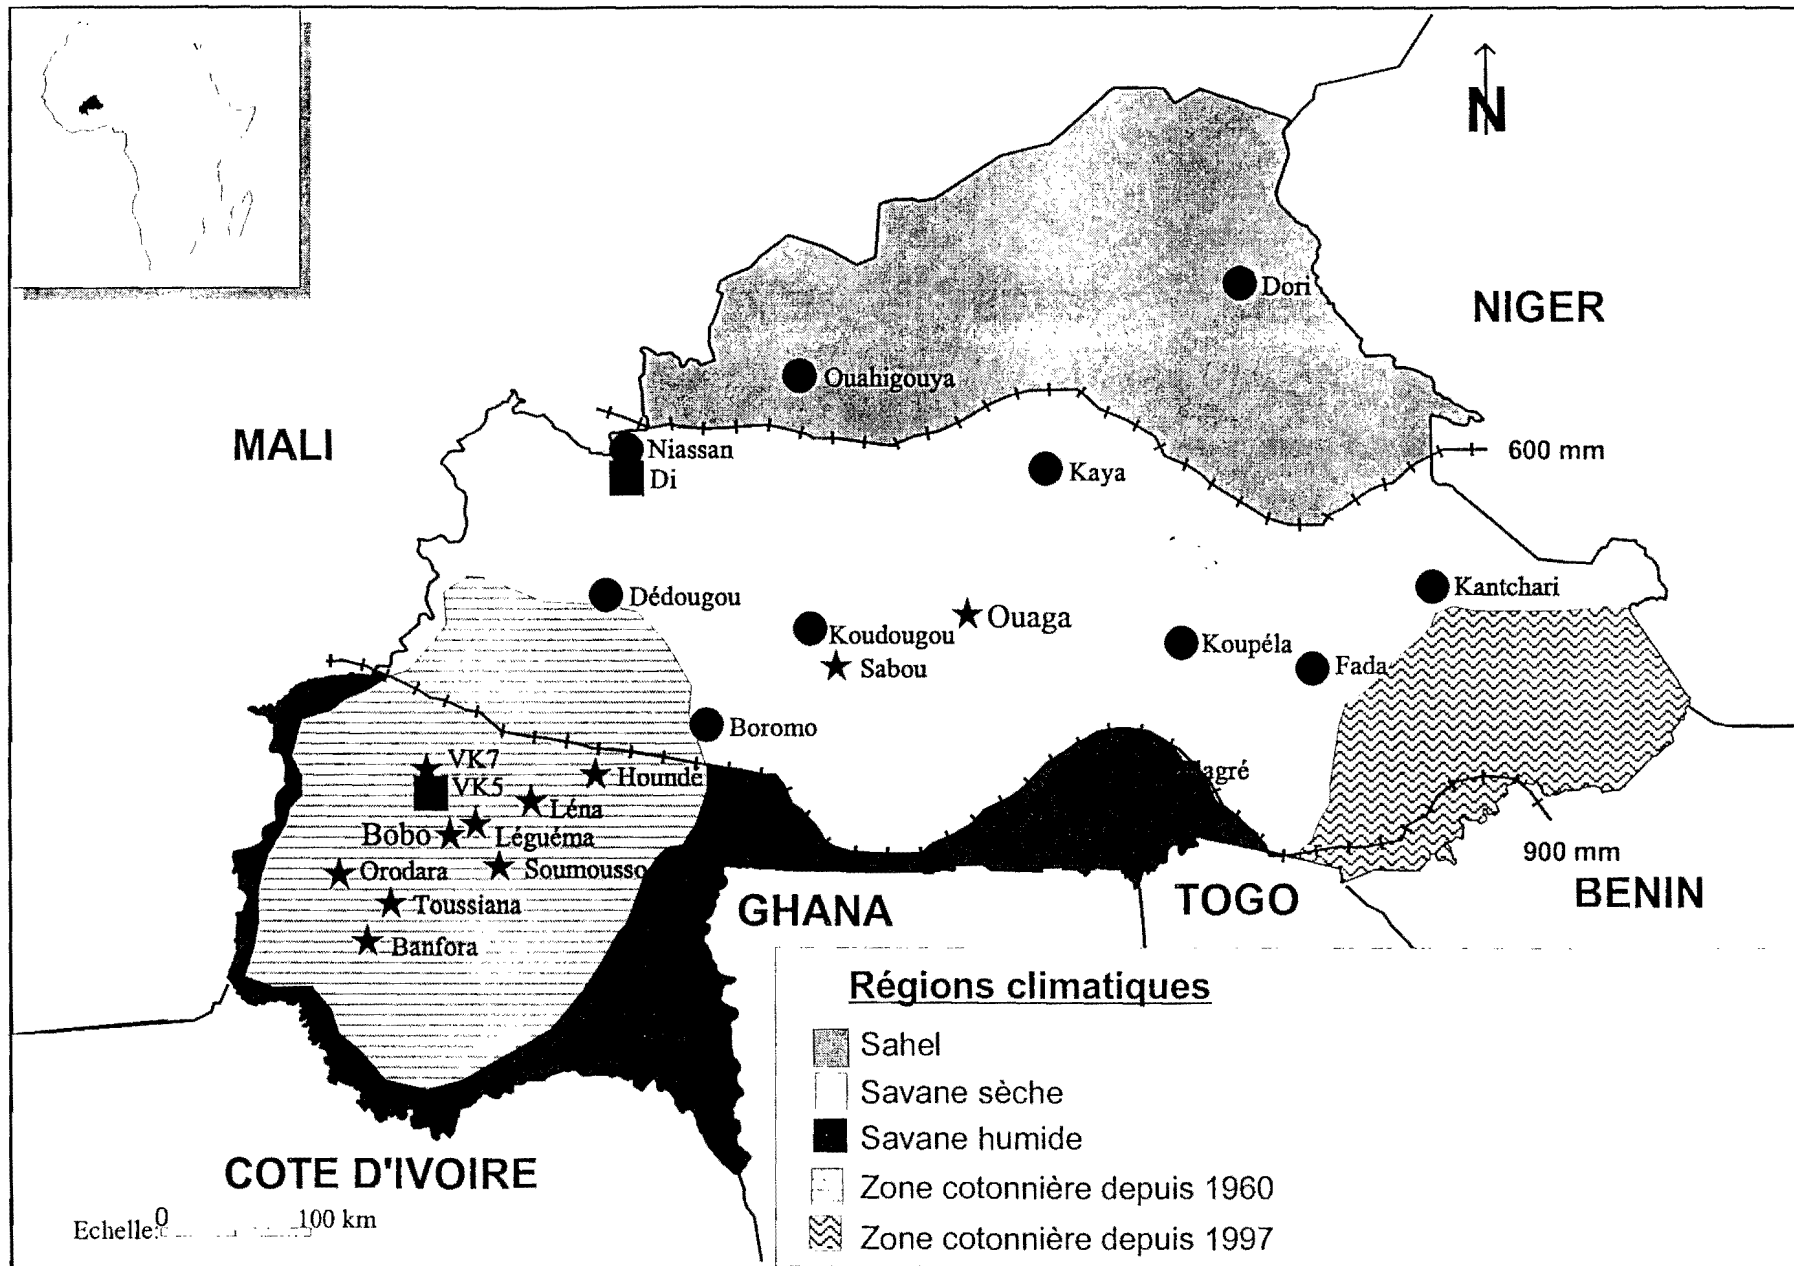 N
Dori
NIGER
Ouahigouya
MALI
Niassan
Di
Kaya
600 mm
Dédougou
Kantchari
Koudougou
Ouaga
Sabou
Koupéla
Fada
Boromo
VK7
VK5
Houndé
Léna
Bobo
Léguéma
Orodara
Soumousso
Toussiana
Banfora
agré
900 mm
GHANA
TOGO
BENIN
Régions climatiques
Sahel
Savane sèche
Savane humide
Zone cotonnière depuis 1960
Zone cotonnière depuis 1997
COTE D'IVOIRE
Echelle:0 100 km